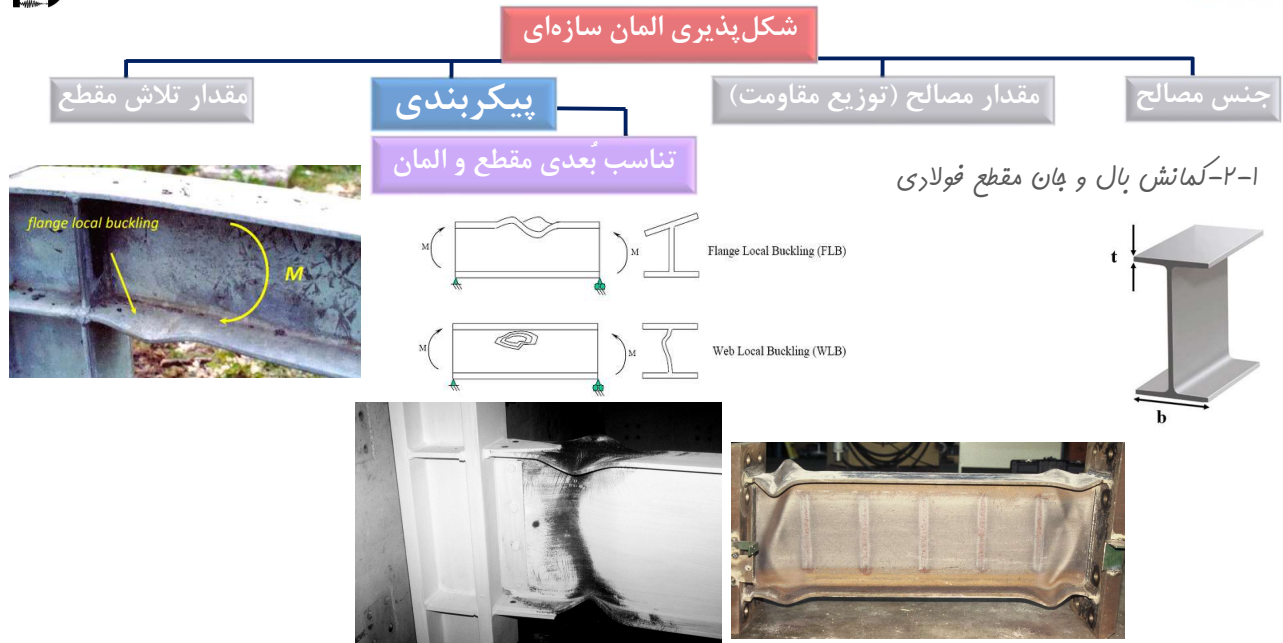 شکل‌پذیری المان سازه‌ای
جنس مصالح
مقدار مصالح (توزیع مقاومت)
پیکربندی
مقدار تلاش مقطع
تناسب بُعدی مقطع و المان
۱-۲-کمانش بال و جان مقطع فولادی
flange local buckling
M
M
M
Flange Local Buckling (FLB)
M
M
Web Local Buckling (WLB)
t
b